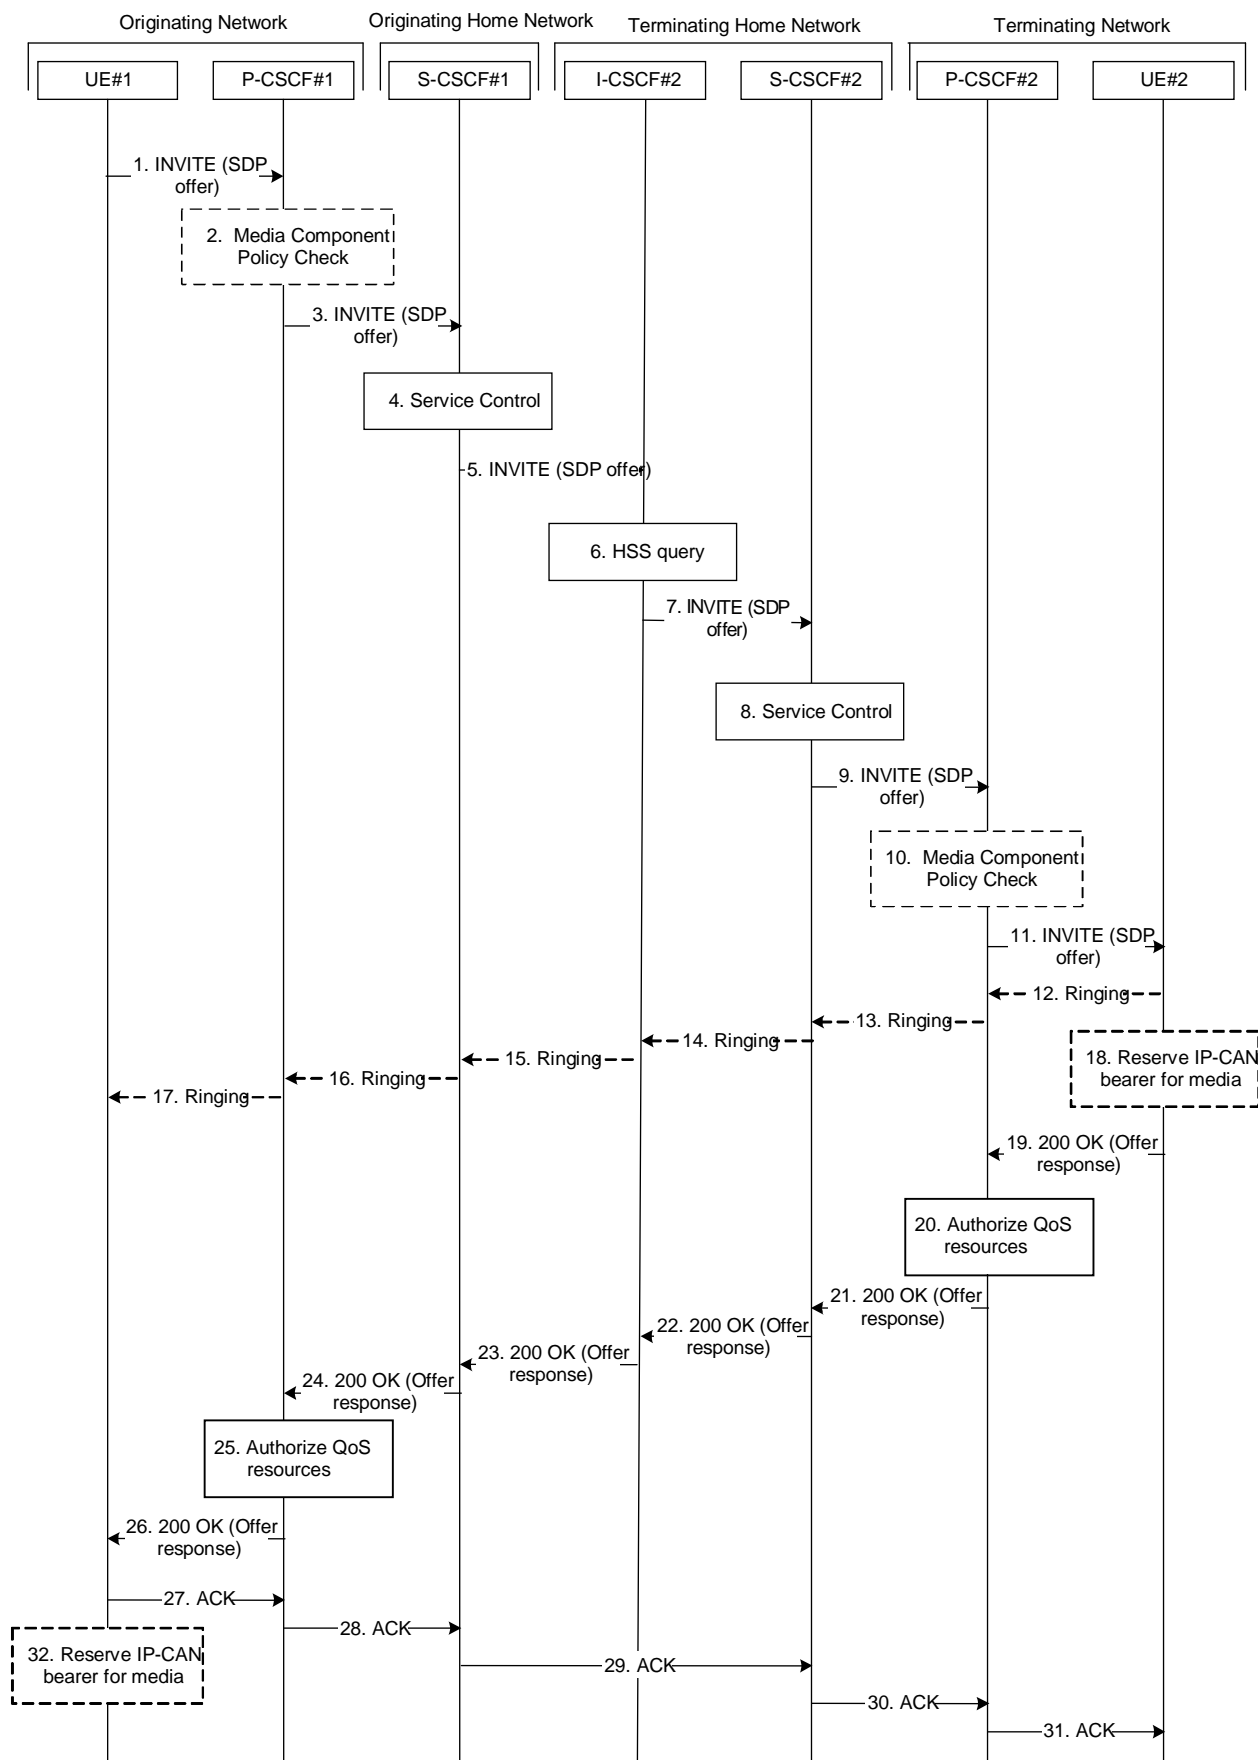 Originating Network
Originating Home Network
Terminating Home Network
Terminating Network
UE#1
P-CSCF#1
S-CSCF#1
I-CSCF#2
S-CSCF#2
P-CSCF#2
UE#2
1. INVITE (SDP
offer)
2. Media Component
Policy Check
3. INVITE (SDP
offer)
4. Service Control
5. INVITE (SDP offer)
6. HSS query
7. INVITE (SDP
offer)
8. Service Control
9. INVITE (SDP
offer)
10. Media Component
Policy Check
11. INVITE (SDP
offer)
12. Ringing
13. Ringing
14. Ringing
15. Ringing
16. Ringing
17. Ringing
18. Reserve IP-CAN
bearer for media
19. 200 OK (Offer
response)
20. Authorize QoS
resources
21. 200 OK (Offer
response)
22. 200 OK (Offer
response)
23. 200 OK (Offer
response)
24. 200 OK (Offer
response)
25. Authorize QoS
resources
26. 200 OK (Offer
response)
27. ACK
28. ACK
32. Reserve IP-CAN
bearer for media
29. ACK
30. ACK
31. ACK